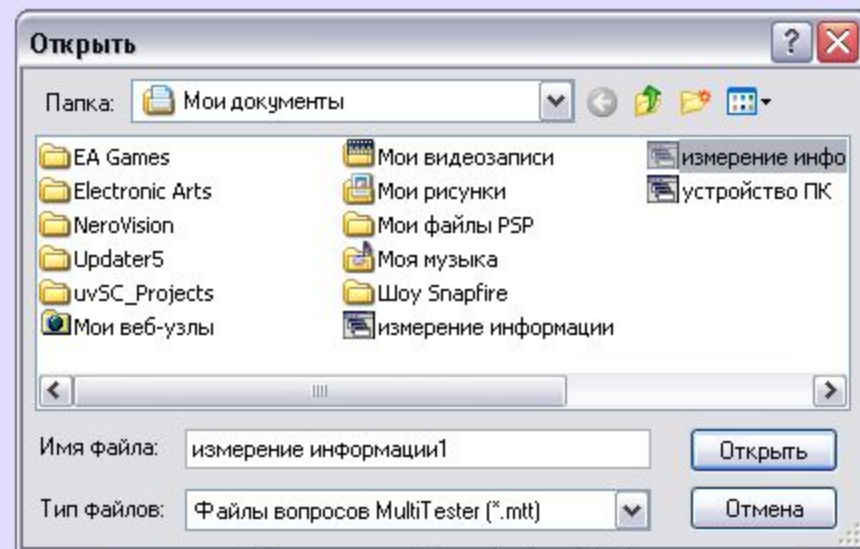 Открыть
Папка: Мои документы
EA Games
Electronic Arts
NeroVision
Updater5
uvSC_Projects
Мои веб-узлы
Мои видеозаписи
Мои рисунки
Мои файлы PSP
Моя музыка
Шоу Snapfire
измерение информации
измерение инфо
устройство ПК
Имя файла: измерение информации1
Открыть
Тип файлов: Файлы вопросов MultiTester (*.mtt)
Отмена